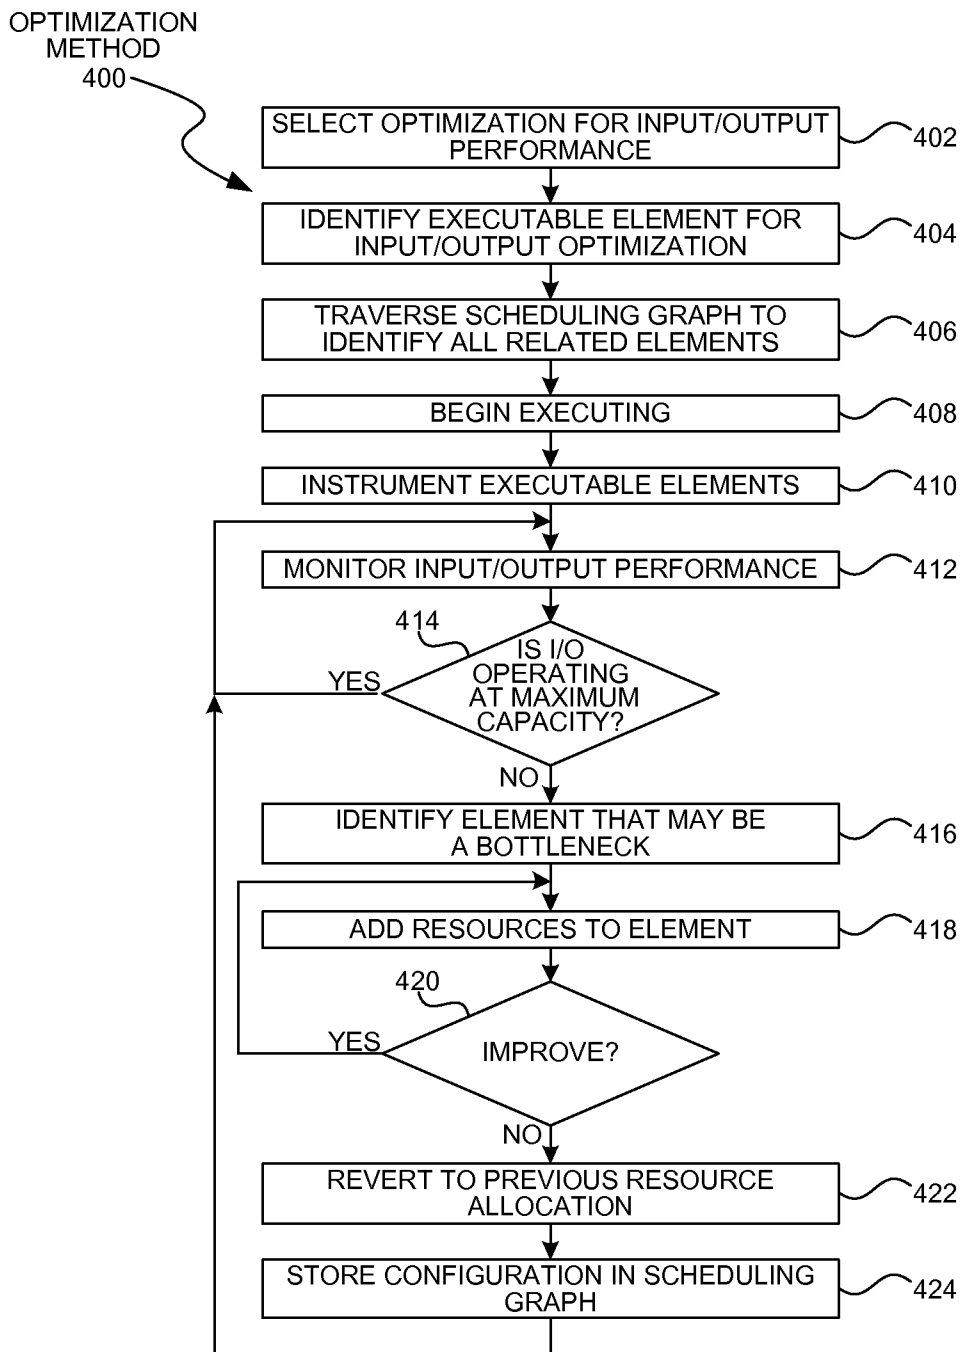 OPTIMIZATION
METHOD
400
SELECT OPTIMIZATION FOR INPUT/OUTPUT
PERFORMANCE
402
IDENTIFY EXECUTABLE ELEMENT FOR
INPUT/OUTPUT OPTIMIZATION
404
TRAVERSE SCHEDULING GRAPH TO
IDENTIFY ALL RELATED ELEMENTS
406
BEGIN EXECUTING
408
INSTRUMENT EXECUTABLE ELEMENTS
410
MONITOR INPUT/OUTPUT PERFORMANCE
412
414
IS I/O
OPERATING
AT MAXIMUM
CAPACITY?
YES
NO
IDENTIFY ELEMENT THAT MAY BE
A BOTTLENECK
416
ADD RESOURCES TO ELEMENT
418
420
IMPROVE?
YES
NO
REVERT TO PREVIOUS RESOURCE
ALLOCATION
422
STORE CONFIGURATION IN SCHEDULING
GRAPH
424